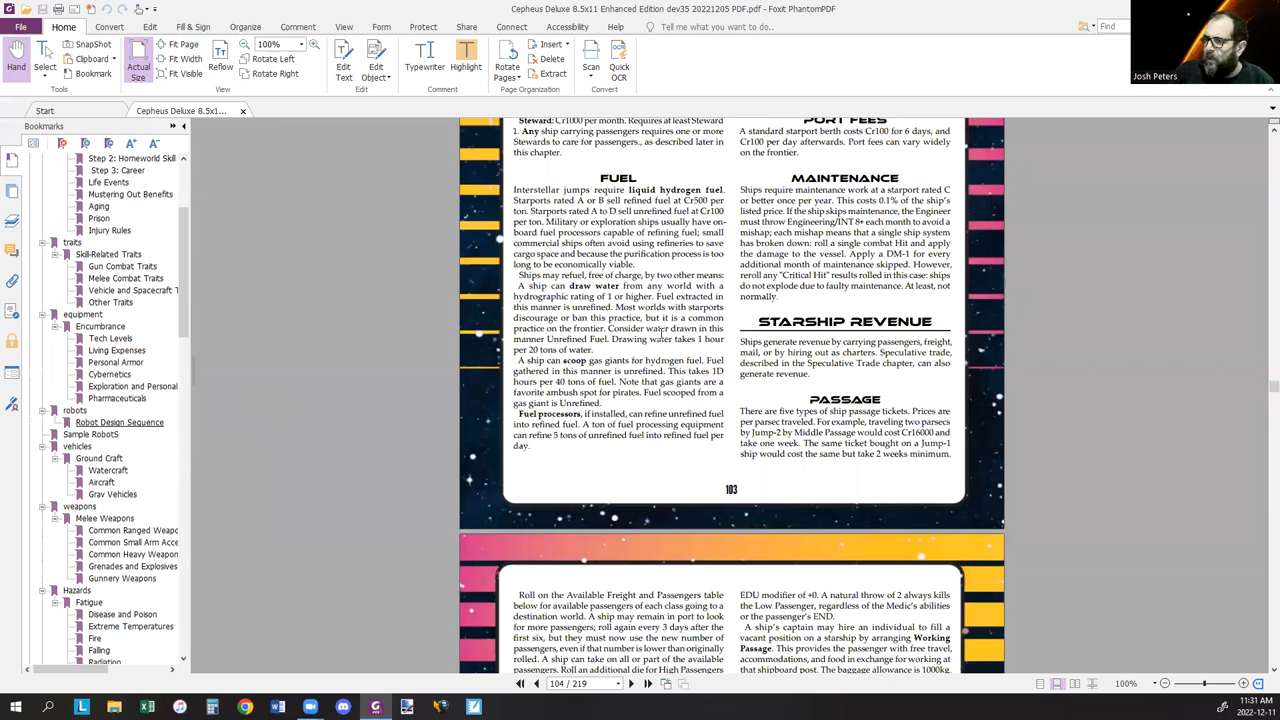 Cepheus Deluxe 8.5x11 Enhanced Edition dev35 20221205 PDF.pdf - Foxit PhantomPDF
File
Home
Convert
Edit
Fill & Sign
Organize
Comment
View
Form
Protect
Share
Connect
Accessibility
Help
Tell me what you want to do...
Find
Hand
Select
SnapShot
Clipboard
Bookmark
Tools
Actual Size
Fit Page
Fit Width
Fit Visible
Reflow
100%
Rotate Left
Rotate Right
View
Edit Text
Edit Object
Edit
Typewriter
Highlight
Comment
Rotate Pages
Insert
Delete
Extract
Page Organization
Scan
Quick OCR
Convert
Josh Peters
Start
Cepheus Deluxe 8.5x1...
Bookmarks
Step 2: Homeworld Skil
Step 3: Career
Life Events
Mustering Out Benefits
Aging
Prison
Injury Rules
traits
Skill-Related Traits
Gun Combat Traits
Melee Combat Traits
Vehicle and Spacecraft T
Other Traits
equipment
Encumbrance
Tech Levels
Living Expenses
Personal Armor
Cybernetics
Exploration and Personal
Pharmaceuticals
robots
Robot Design Sequence
Sample RobotS
vehicles
Ground Craft
Watercraft
Aircraft
Grav Vehicles
weapons
Melee Weapons
Common Ranged Weapo
Common Small Arm Acce
Common Heavy Weapon
Grenades and Explosives
Gunnery Weapons
Hazards
Fatigue
Disease and Poison
Extreme Temperatures
Fire
Falling
Radiation
Steward: Cr1000 per month. Requires at least Steward
1. Any ship carrying passengers requires one or more
Stewards to care for passengers., as described later in
this chapter.
FUEL
Interstellar jumps require liquid hydrogen fuel.
Starports rated A or B sell refined fuel at Cr500 per
ton. Starports rated A to D sell unrefined fuel at Cr100
per ton. Military or exploration ships usually have on-
board fuel processors capable of refining fuel; small
commercial ships often avoid using refineries to save
cargo space and because the purification process is too
long to be economically viable.
Ships may refuel, free of charge, by two other means:
A ship can draw water from any world with a
hydrographic rating of 1 or higher. Fuel extracted in
this manner is unrefined. Most worlds with starports
discourage or ban this practice, but it is a common
practice on the frontier. Consider water drawn in this
manner Unrefined Fuel. Drawing water takes 1 hour
per 20 tons of water.
A ship can scoop gas giants for hydrogen fuel. Fuel
gathered in this manner is unrefined. This takes 1D
hours per 40 tons of fuel. Note that gas giants are a
favorite ambush spot for pirates. Fuel scooped from a
gas giant is Unrefined.
Fuel processors, if installed, can refine unrefined fuel
into refined fuel. A ton of fuel processing equipment
can refine 5 tons of unrefined fuel into refined fuel per
day.
PORT FEES
A standard starport berth costs Cr100 for 6 days, and
Cr100 per day afterwards. Port fees can vary widely
on the frontier.
MAINTENANCE
Ships require maintenance work at a starport rated C
or better once per year. This costs 0.1% of the ship's
listed price. If the ship skips maintenance, the Engineer
must throw Engineering/INT 8+ each month to avoid a
mishap; each mishap means that a single ship system
has broken down: roll a single combat Hit and apply
the damage to the vessel. Apply a DM-1 for every
additional month of maintenance skipped. However,
reroll any "Critical Hit" results rolled in this case: ships
do not explode due to faulty maintenance. At least, not
normally.
STARSHIP REVENUE
Ships generate revenue by carrying passengers, freight,
mail, or by hiring out as charters. Speculative trade,
described in the Speculative Trade chapter, can also
generate revenue.
PASSAGE
There are five types of ship passage tickets. Prices are
per parsec traveled. For example, traveling two parsecs
by Jump-2 by Middle Passage would cost Cr16000 and
take one week. The same ticket bought on a Jump-1
ship would cost the same but take 2 weeks minimum.
103
Roll on the Available Freight and Passengers table
below for available passengers of each class going to a
destination world. A ship may remain in port to look
for more passengers; roll again every 3 days after the
first six, but they must now use the new number of
passengers, even if that number is lower than originally
rolled. A ship can take on all or part of the available
passengers. Roll an additional die for High Passengers
EDU modifier of +0. A natural throw of 2 always kills
the Low Passenger, regardless of the Medic's abilities
or the passenger's END.
A ship's captain may hire an individual to fill a
vacant position on a starship by arranging Working
Passage. This provides the passenger with free travel,
accommodations, and food in exchange for working at
that shipboard post. The baggage allowance is 1000kg.
104 / 219
100%
11:31 AM
2022-12-11